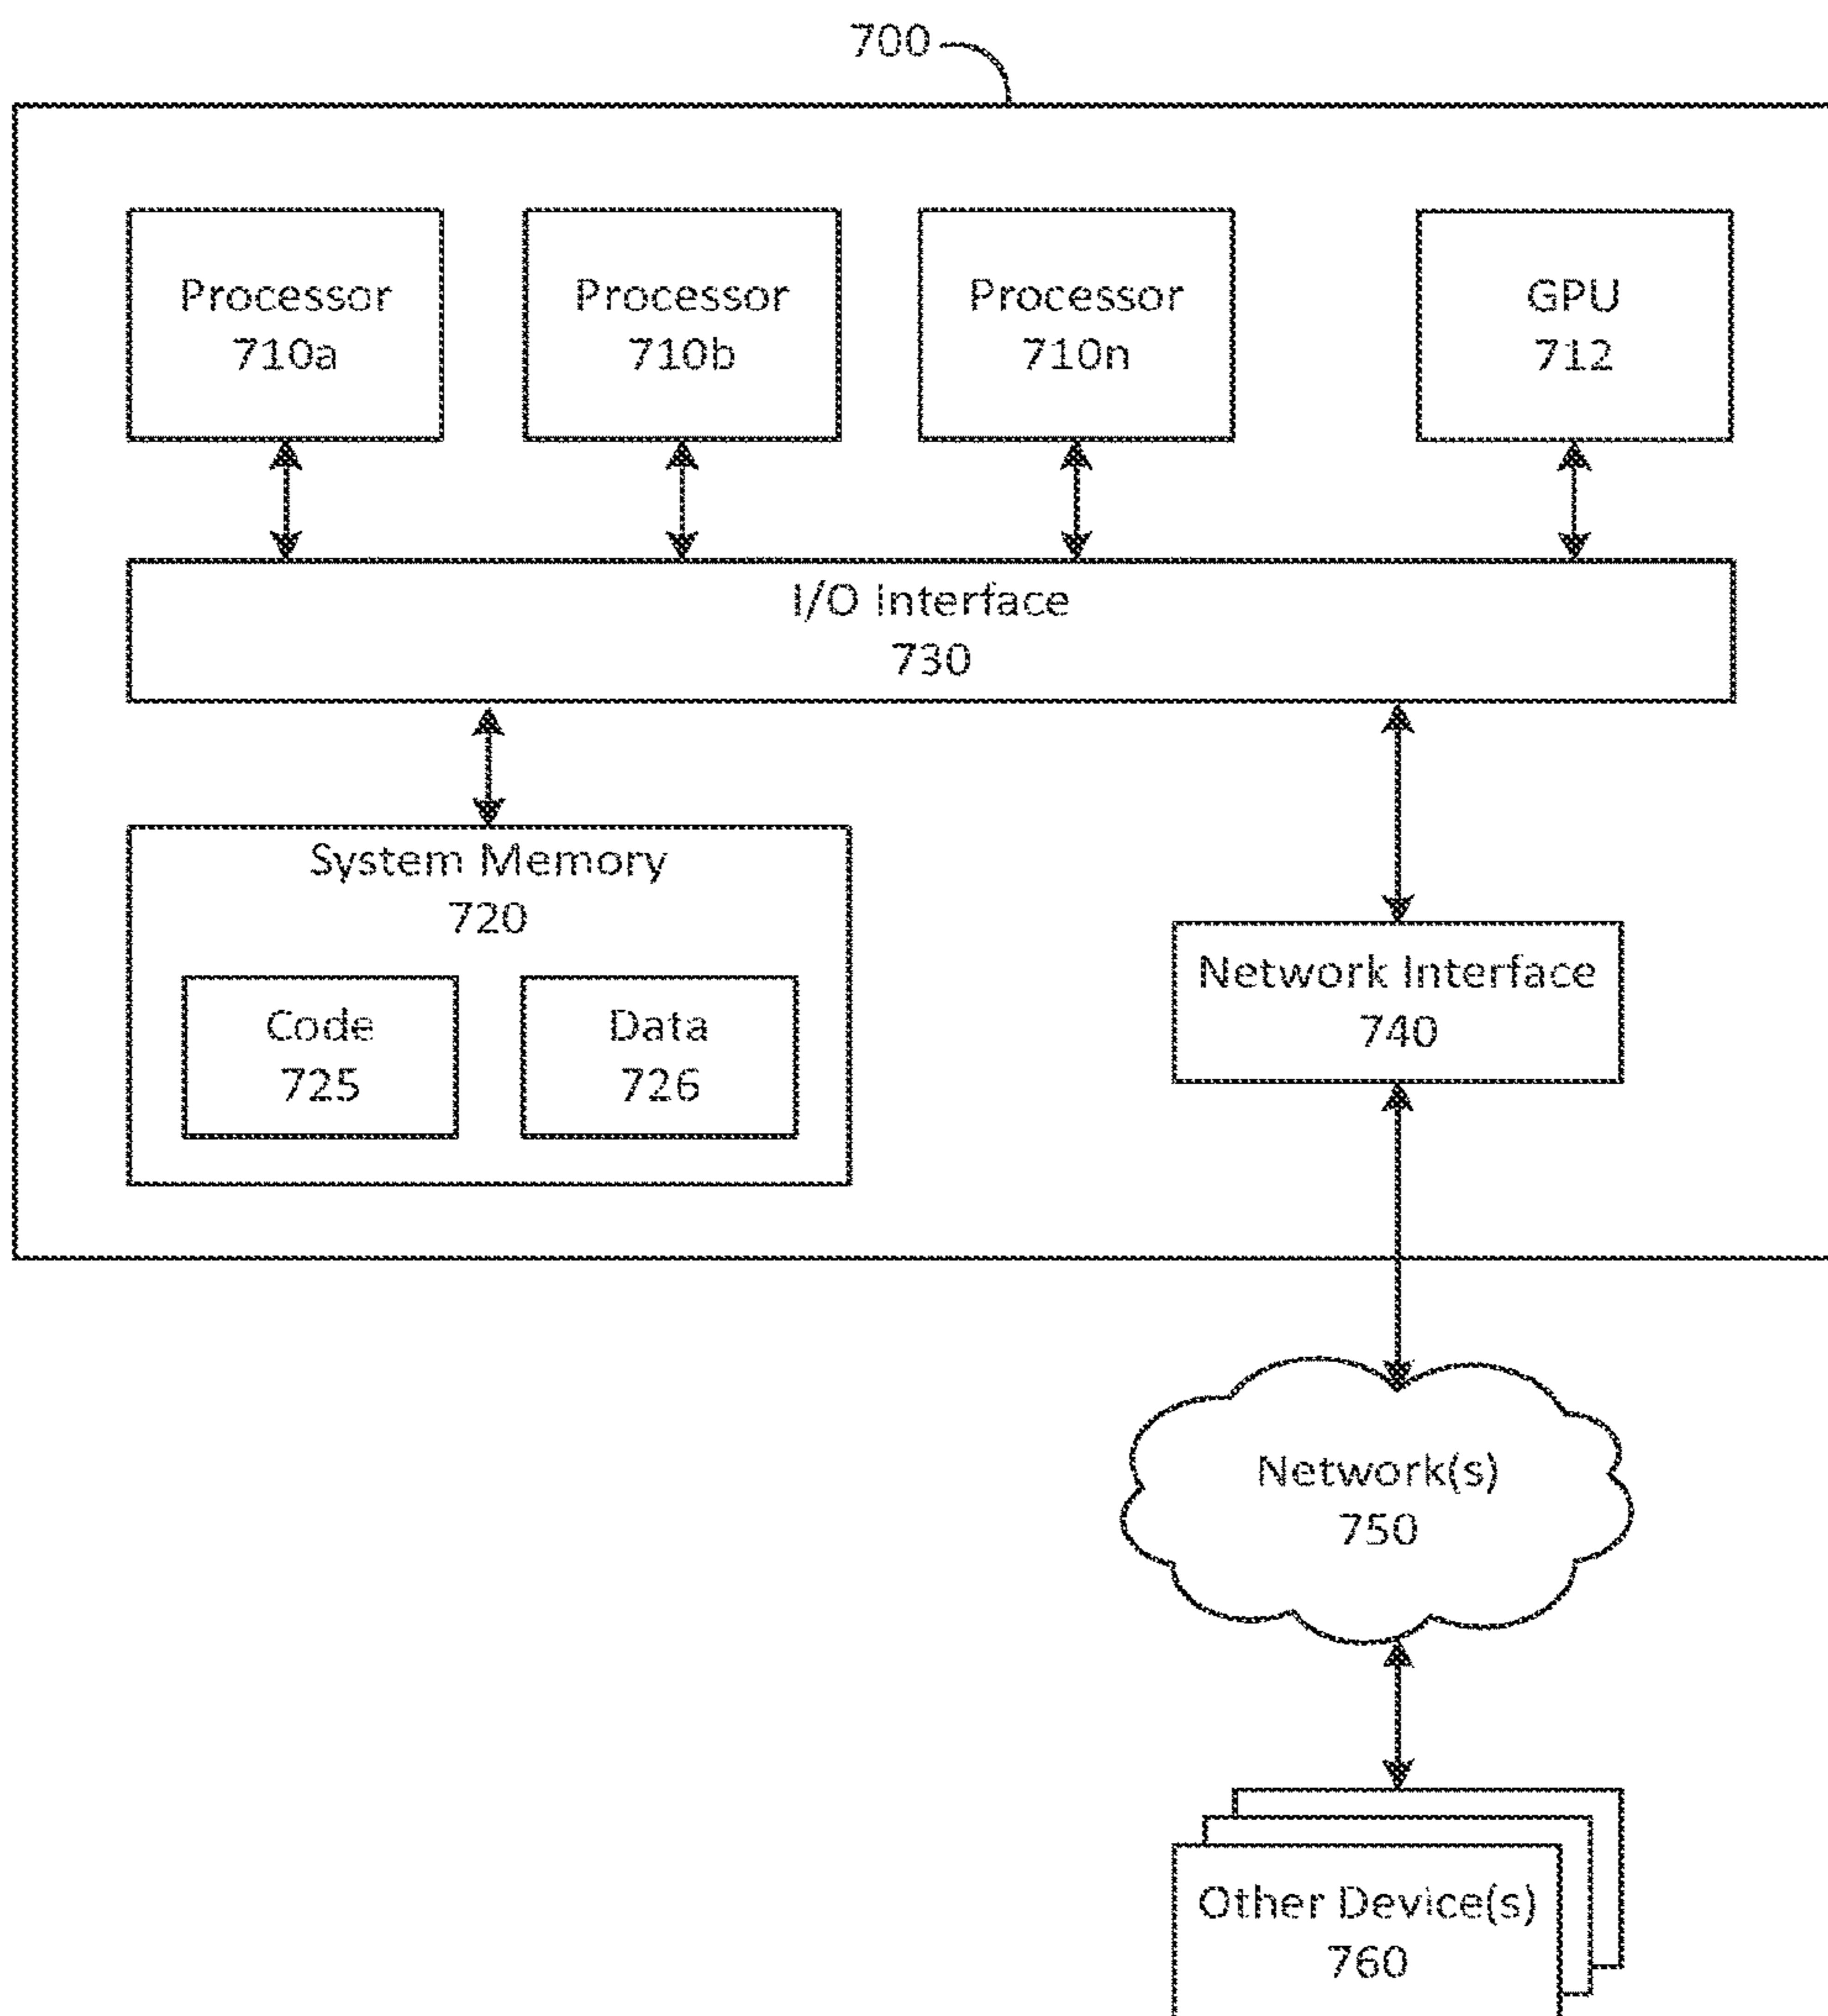 700
Processor
710a
Processor
710b
Processor
710n
GPU
712
I/O Interface
730
System Memory
720
Code
725
Data
726
Network Interface
740
Network(s)
750
Other Device(s)
760